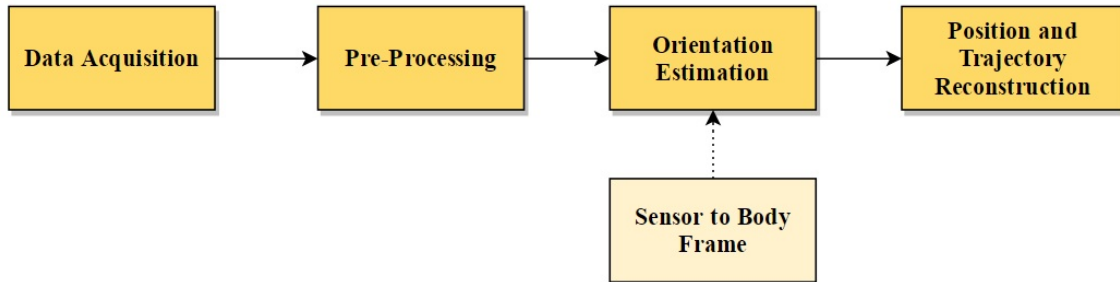 Data Acquisition
Pre-Processing
Orientation
Estimation
Position and
Trajectory
Reconstruction
Sensor to Body
Frame